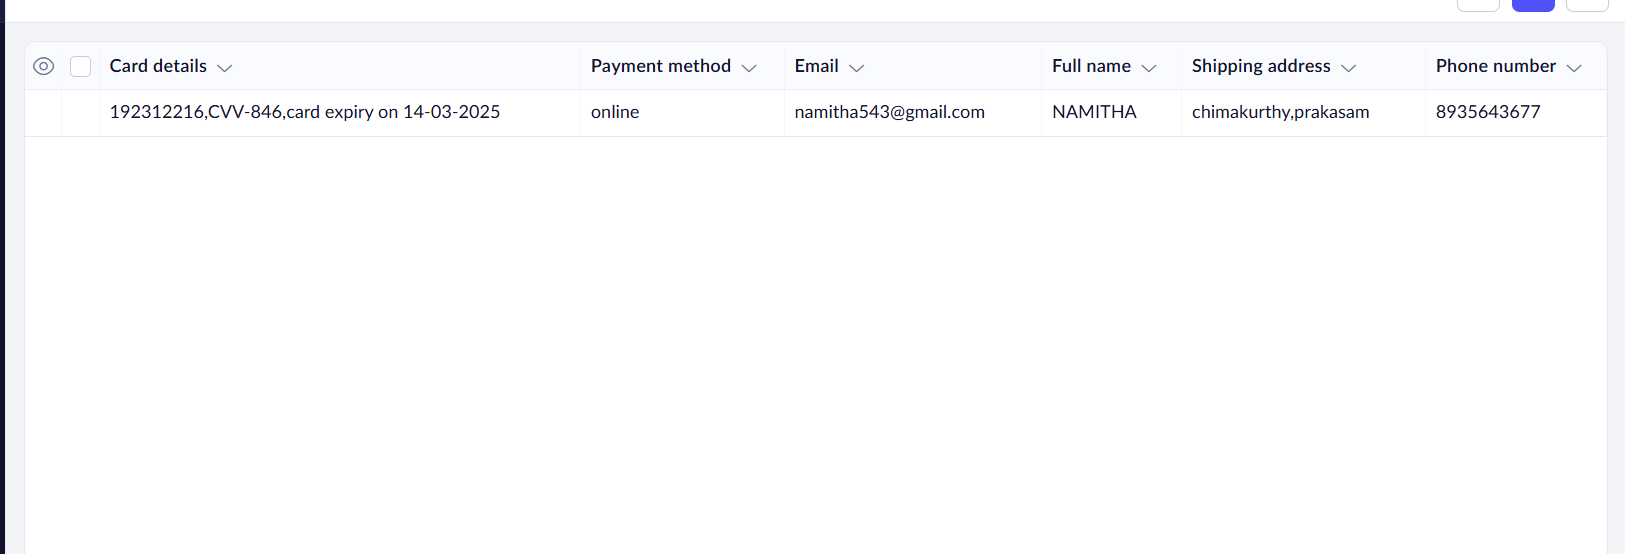 Card details Payment method Email Full name Shipping address Phone number
192312216,CVV-846,card expiry on 14-03-2025 online namitha543@gmail.com NAMITHA chimakurthy,prakasam 8935643677